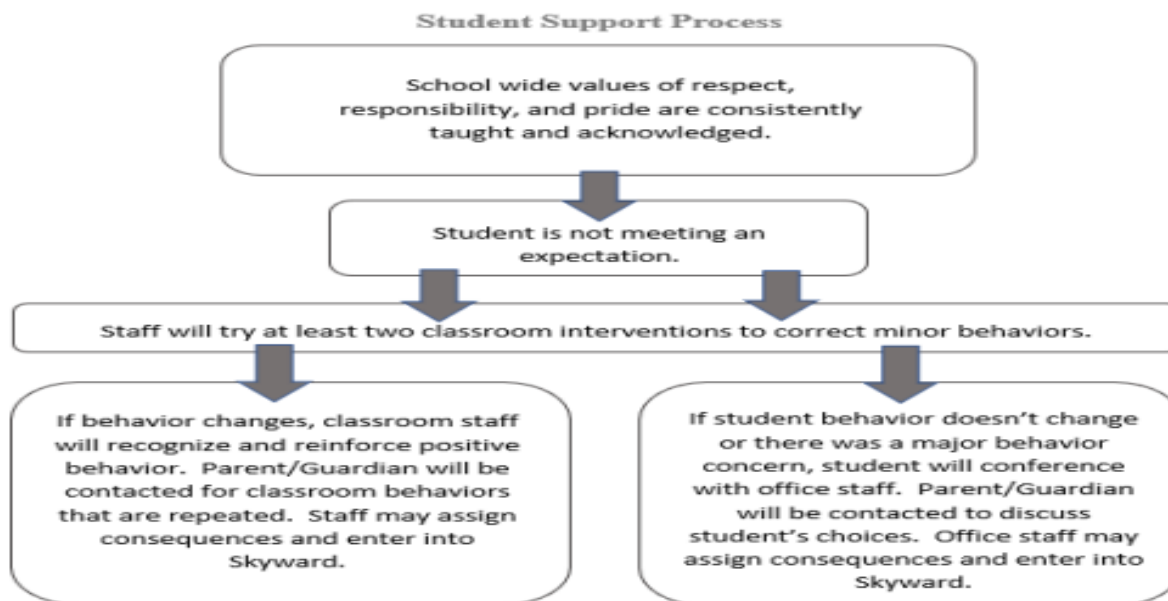 Student Support Process
School wide values of respect,
responsibility, and pride are consistently
taught and acknowledged.
Student is not meeting an
expectation.
Staff will try at least two classroom interventions to correct minor behaviors.
If behavior changes, classroom staff
will recognize and reinforce positive
behavior.  Parent/Guardian will be
contacted for classroom behaviors
that are repeated.  Staff may assign
consequences and enter into
Skyward.
If student behavior doesn’t change
or there was a major behavior
concern, student will conference
with office staff.  Parent/Guardian
will be contacted to discuss
student’s choices.  Office staff may
assign consequences and enter into
Skyward.